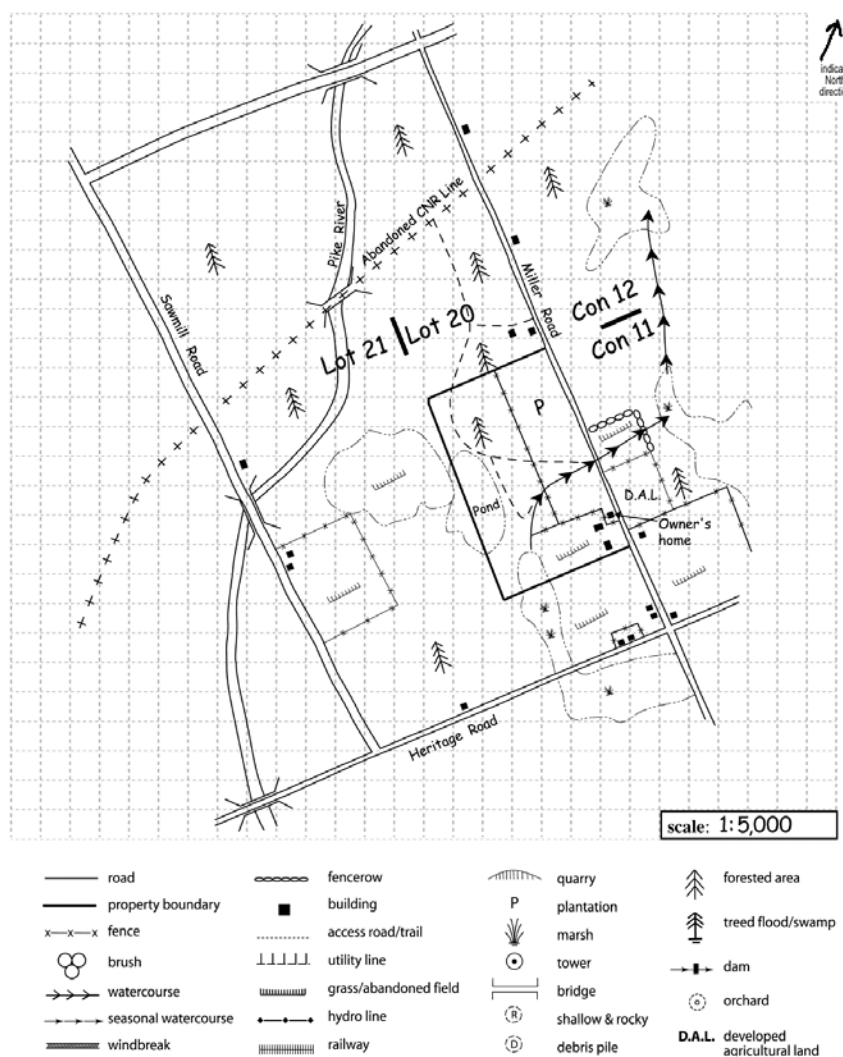 indica
North
directi
Pike River
Abandoned CNR Line
Sawmill Road
Miller Road
Con 12
Con 11
Lot 21
Lot 20
P
D.A.L.
Pond
Owner's
home
Heritage Road
scale: 1:5,000
road
property boundary
fence
brush
watercourse
seasonal watercourse
windbreak
fencerow
building
access road/trail
utility line
grass/abandoned field
hydro line
railway
quarry
P plantation
marsh
tower
bridge
R shallow & rocky
D debris pile
forested area
treed flood/swamp
dam
orchard
D.A.L. developed
agricultural land